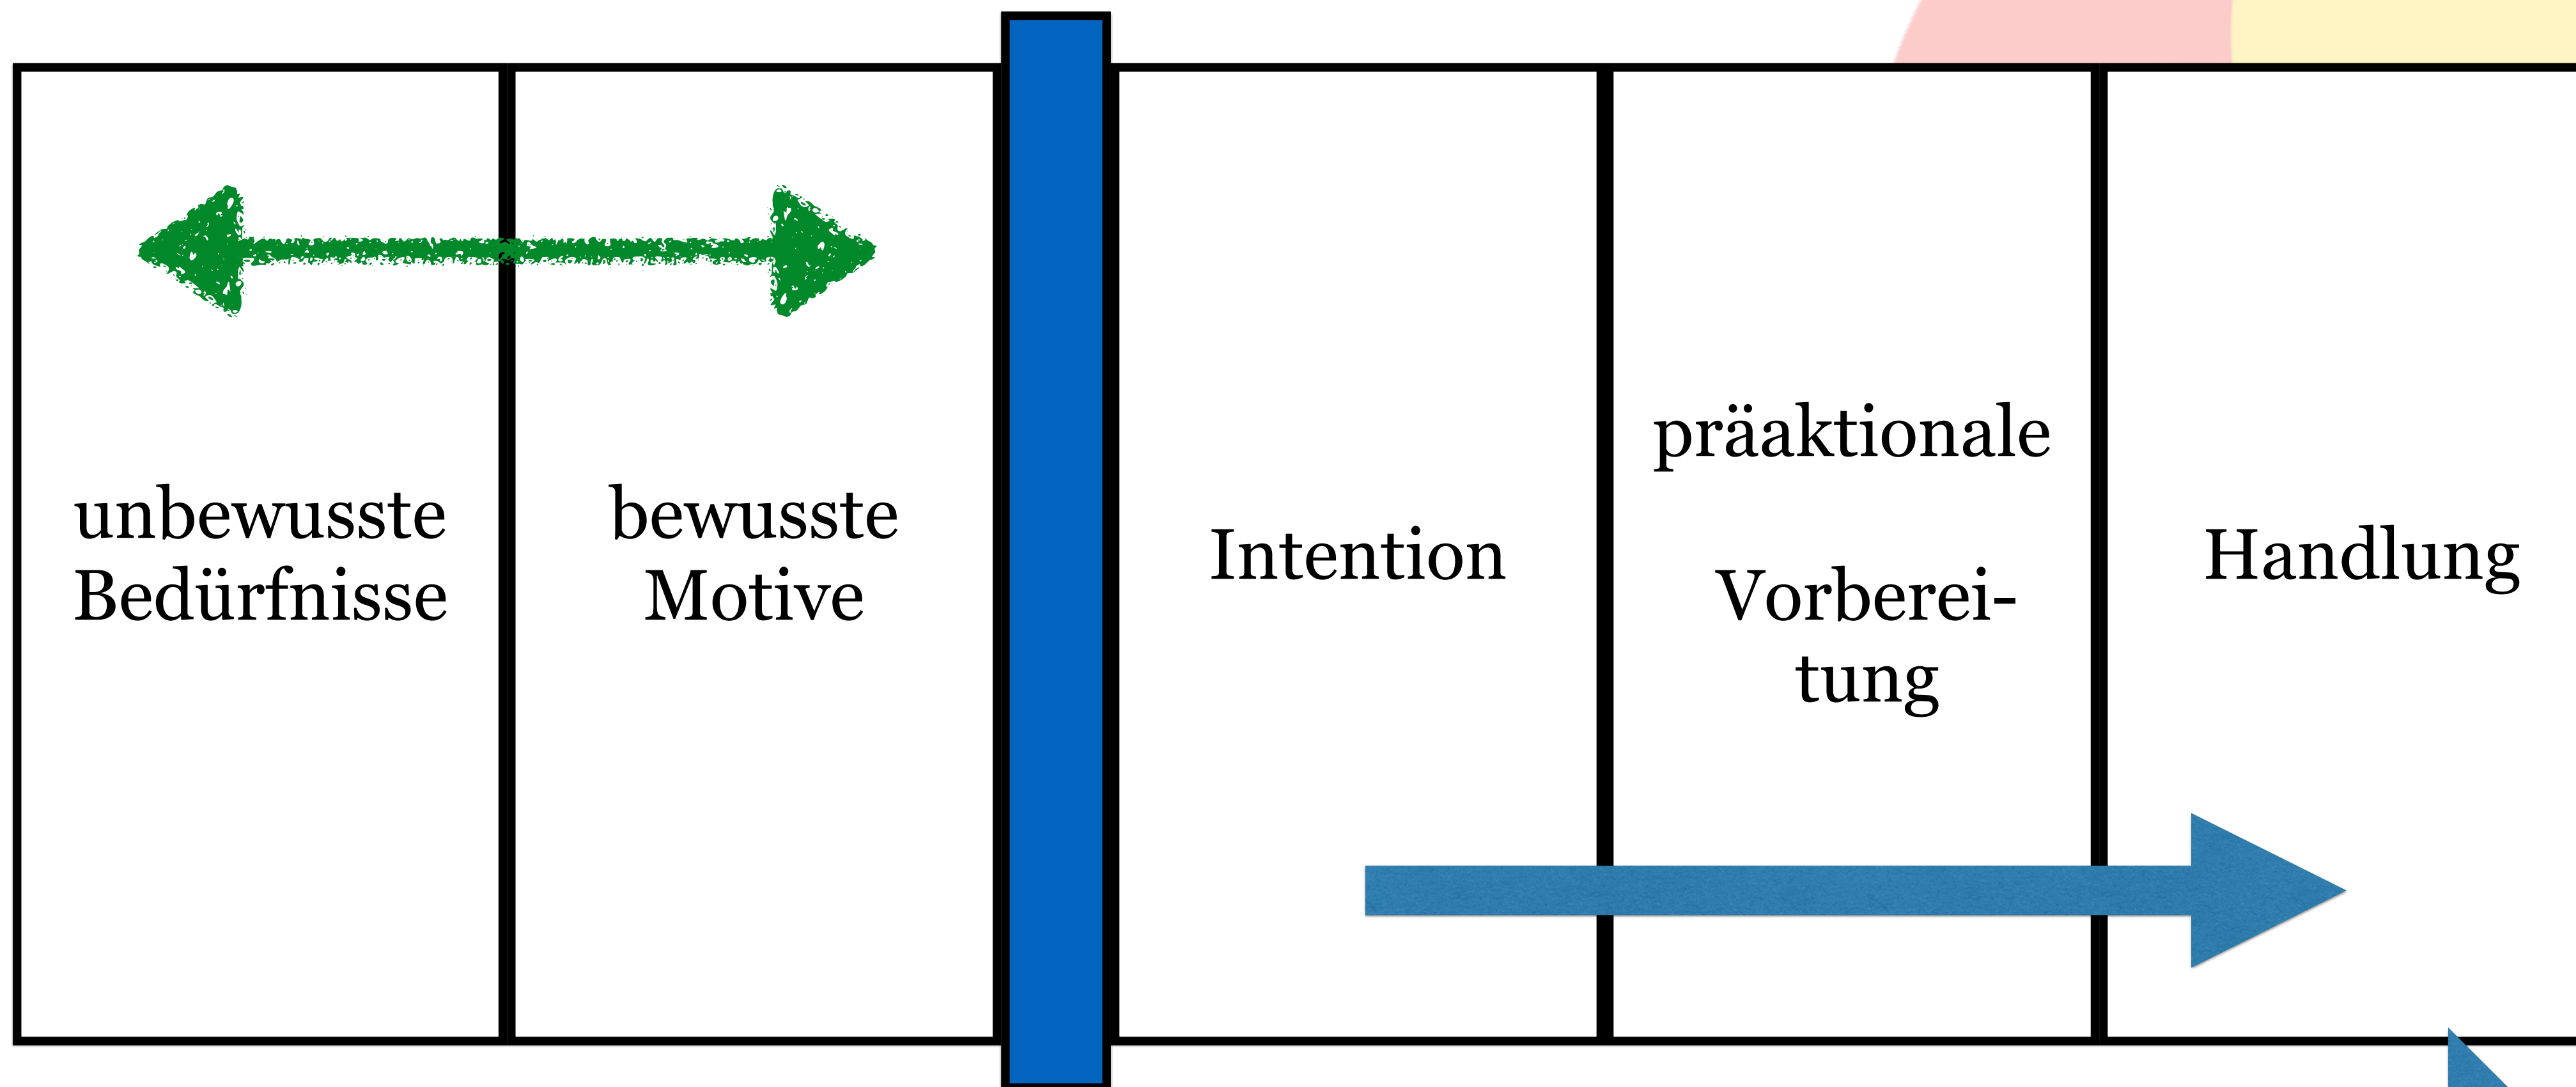 unbewusste
Bedürfnisse
bewusste
Motive
Intention
präaktionale
Vorberei-
tung
Handlung